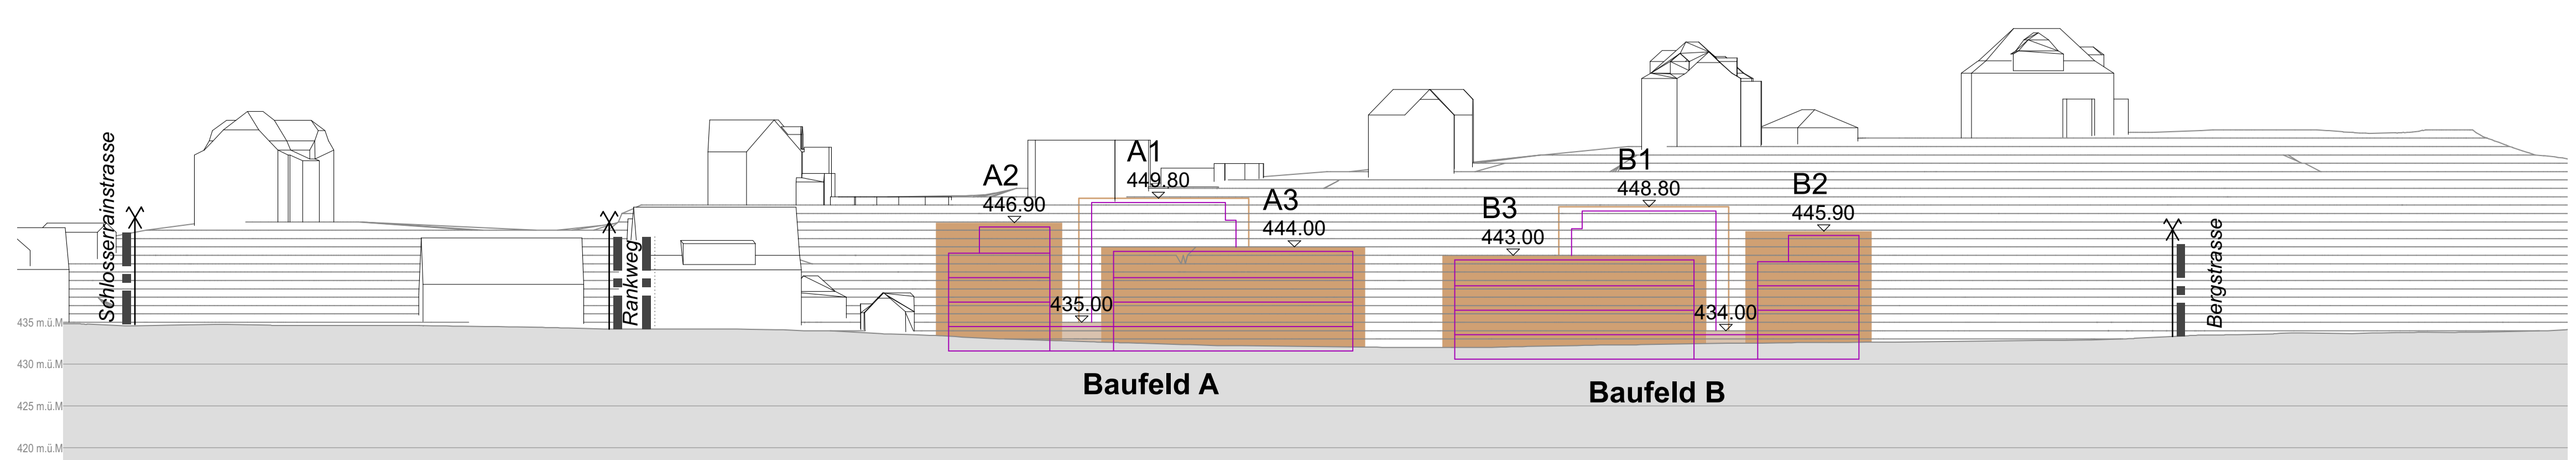 Schlosserrainstrasse
Rankweg
A2
446.90
A1
449.80
A3
444.00
B3
443.00
B1
448.80
B2
445.90
Bergstrasse
435.00
434.00
435 m.ü.M
430 m.ü.M
425 m.ü.M
420 m.ü.M
Baufeld A
Baufeld B